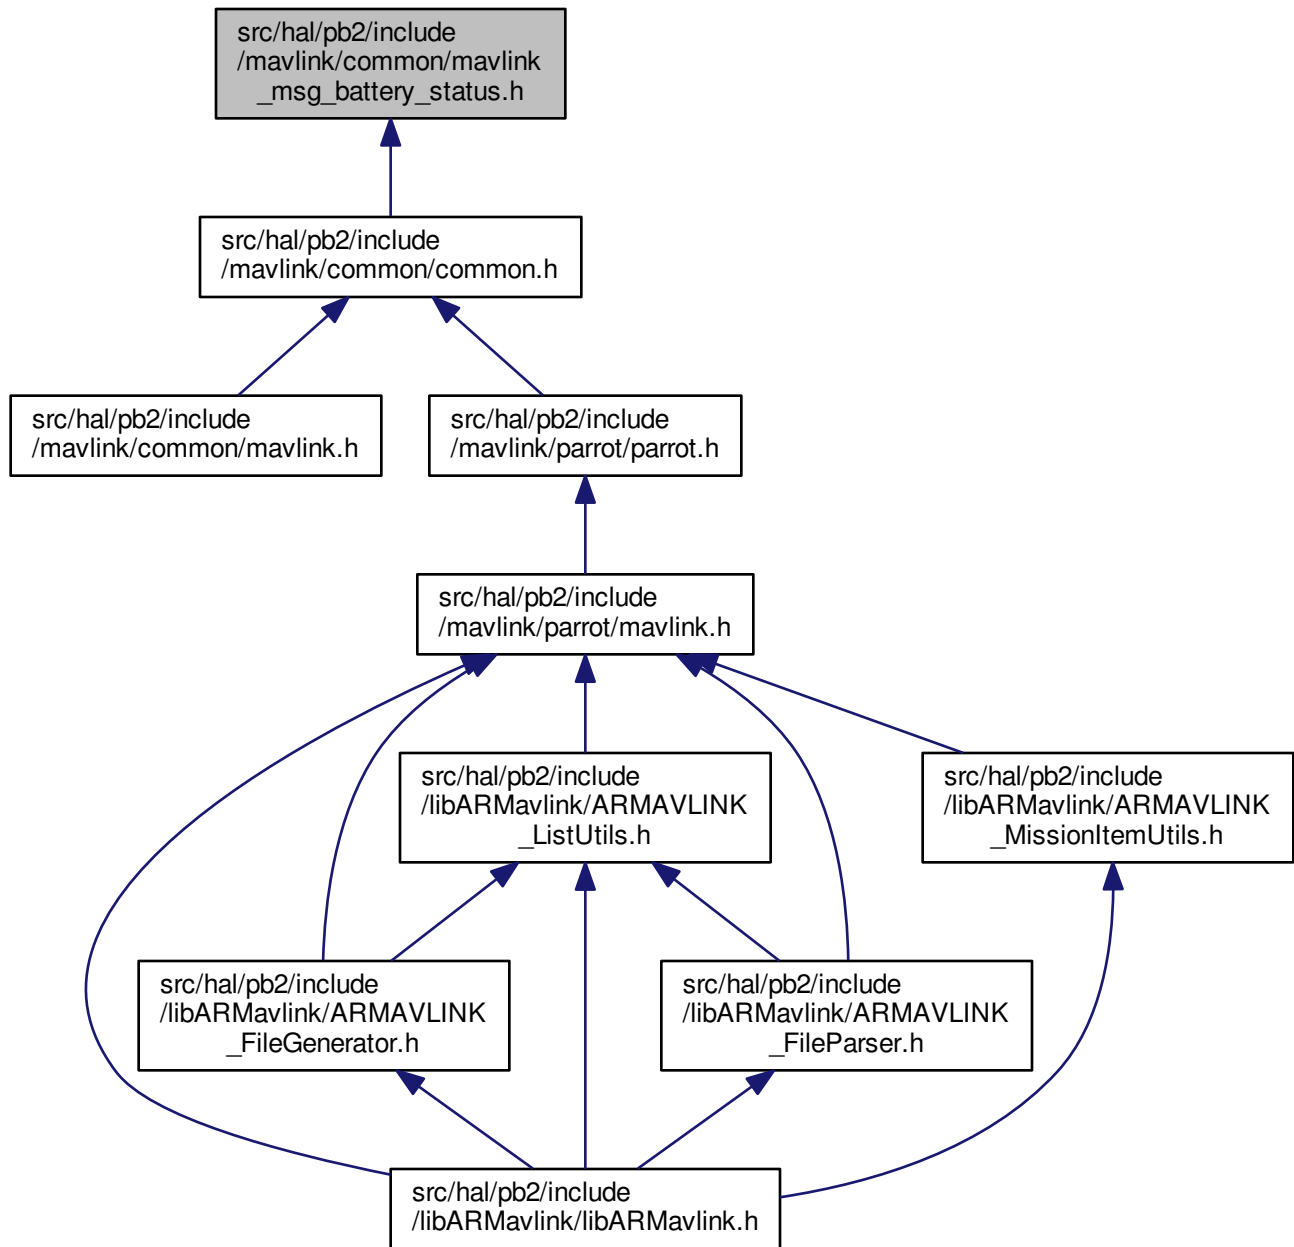 src/hal/pb2/include
/mavlink/common/mavlink
_msg_battery_status.h
src/hal/pb2/include
/mavlink/common/common.h
src/hal/pb2/include
/mavlink/common/mavlink.h
src/hal/pb2/include
/mavlink/parrot/parrot.h
src/hal/pb2/include
/mavlink/parrot/mavlink.h
src/hal/pb2/include
/libARMavlink/ARMAVLINK
_ListUtils.h
src/hal/pb2/include
/libARMavlink/ARMAVLINK
_MissionItemUtils.h
src/hal/pb2/include
/libARMavlink/ARMAVLINK
_FileGenerator.h
src/hal/pb2/include
/libARMavlink/ARMAVLINK
_FileParser.h
src/hal/pb2/include
/libARMavlink/libARMavlink.h